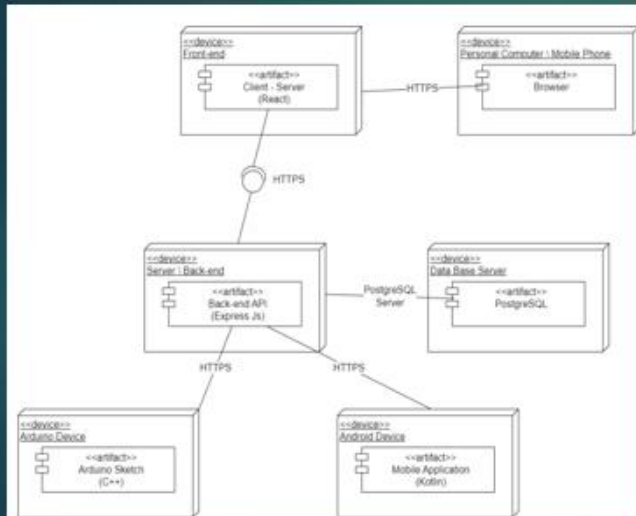 <<device>>
Front-end
<<artifact>>
Client - Server
(React)
HTTPS
<<device>>
Personal Computer \ Mobile Phone
<<artifact>>
Browser
HTTPS
<<device>>
Server \ Back-end
<<artifact>>
Back-end API
(Express Js)
PostgreSQL
Server
<<device>>
Data Base Server
<<artifact>>
PostgreSQL
HTTPS
HTTPS
<<device>>
Arduino Device
<<artifact>>
Arduino Sketch
(C++)
<<device>>
Android Device
<<artifact>>
Mobile Application
(Kotlin)